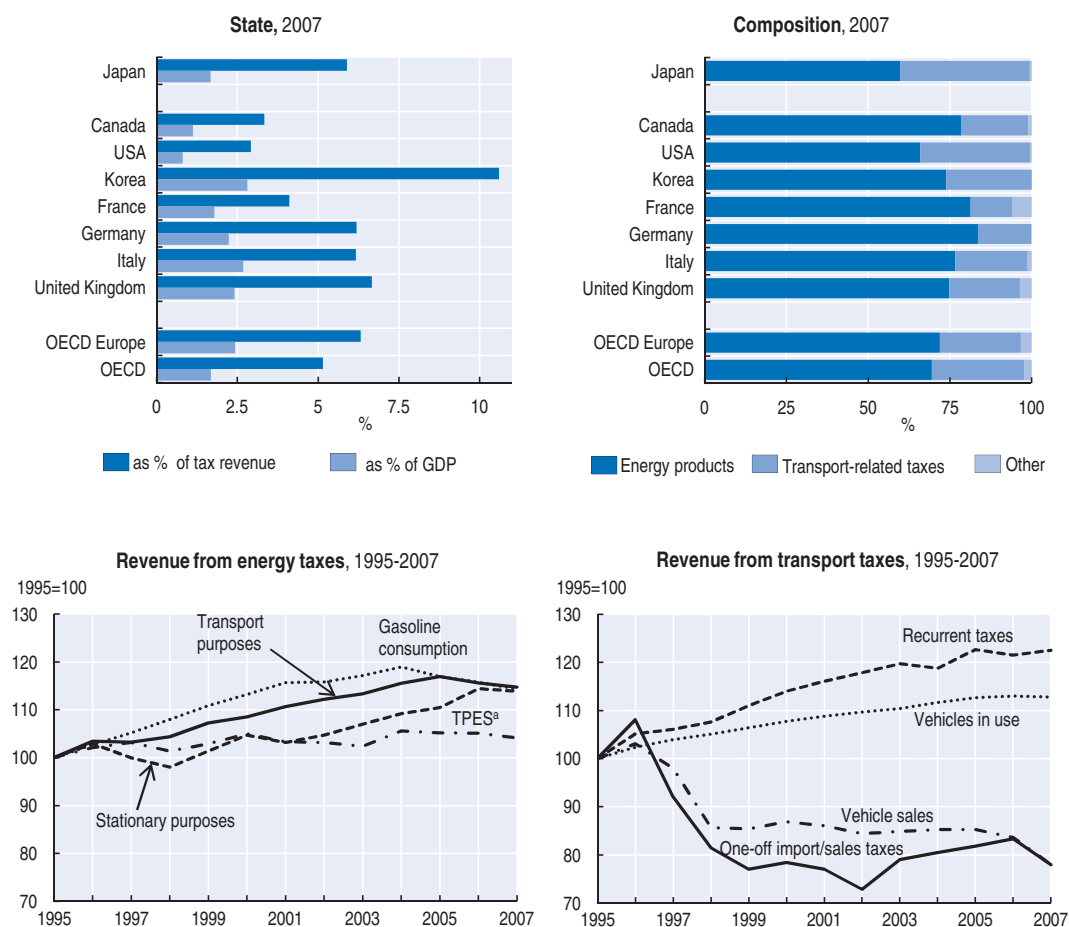 State, 2007
Japan
Canada
USA
Korea
France
Germany
Italy
United Kingdom
OECD Europe
OECD
0 2.5 5 7.5 10
%
as % of tax revenue as % of GDP
Composition, 2007
Japan
Canada
USA
Korea
France
Germany
Italy
United Kingdom
OECD Europe
OECD
0 25 50 75 100
%
Energy products Transport-related taxes Other
Revenue from energy taxes, 1995-2007
1995=100
130
120
110
100
90
80
70
Transport
purposes
Gasoline
consumption
TPESª
Stationary purposes
1995 1997 1999 2001 2003 2005 2007
Revenue from transport taxes, 1995-2007
1995=100
130
120
110
100
90
80
70
Recurrent taxes
Vehicles in use
Vehicle sales
One-off import/sales taxes
1995 1997 1999 2001 2003 2005 2007